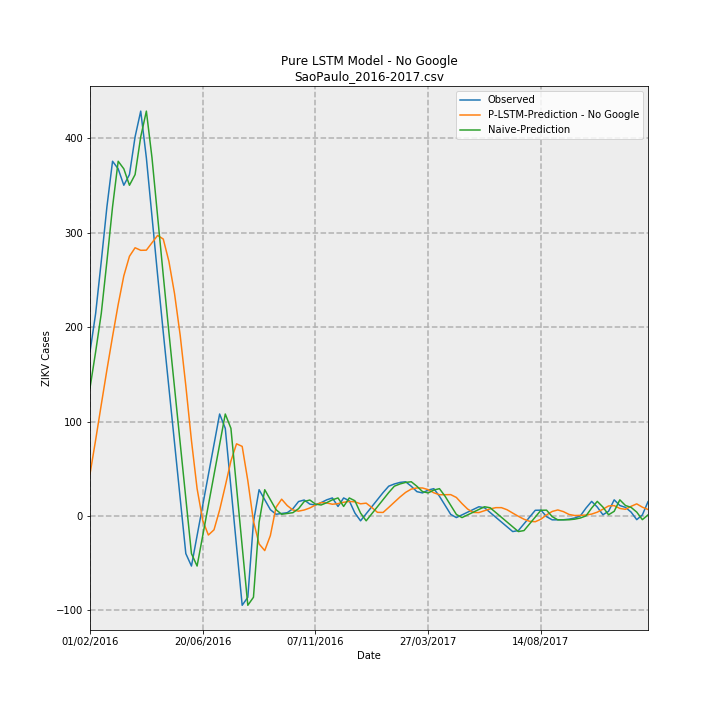 Pure LSTM Model - No Google
SaoPaulo_2016-2017.csv
Observed
P-LSTM-Prediction - No Google
Naive-Prediction
ZIKV Cases
400
300
200
100
0
−100
01/02/2016
20/06/2016
07/11/2016
27/03/2017
14/08/2017
Date